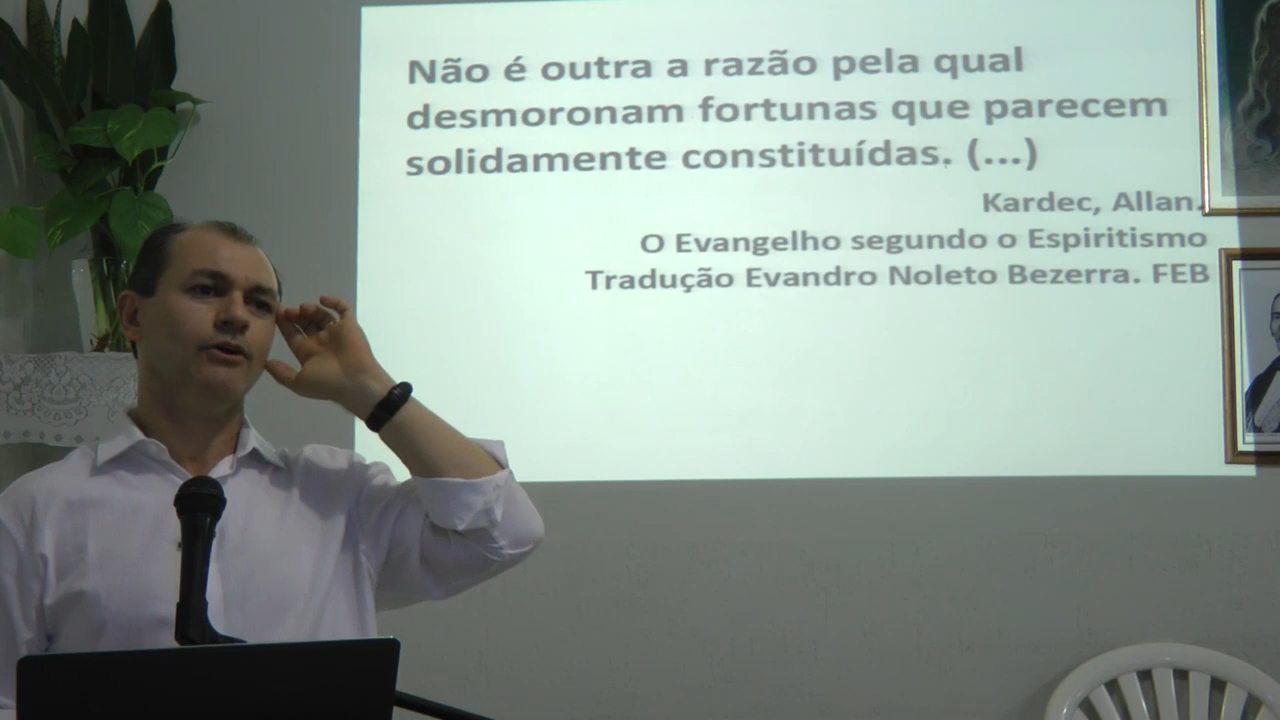 Não é outra a razão pela qual
desmoronam fortunas que parecem
solidamente constituídas. (...)
Kardec, Allan.
O Evangelho segundo o Espiritismo
Tradução Evandro Noleto Bezerra. FEB